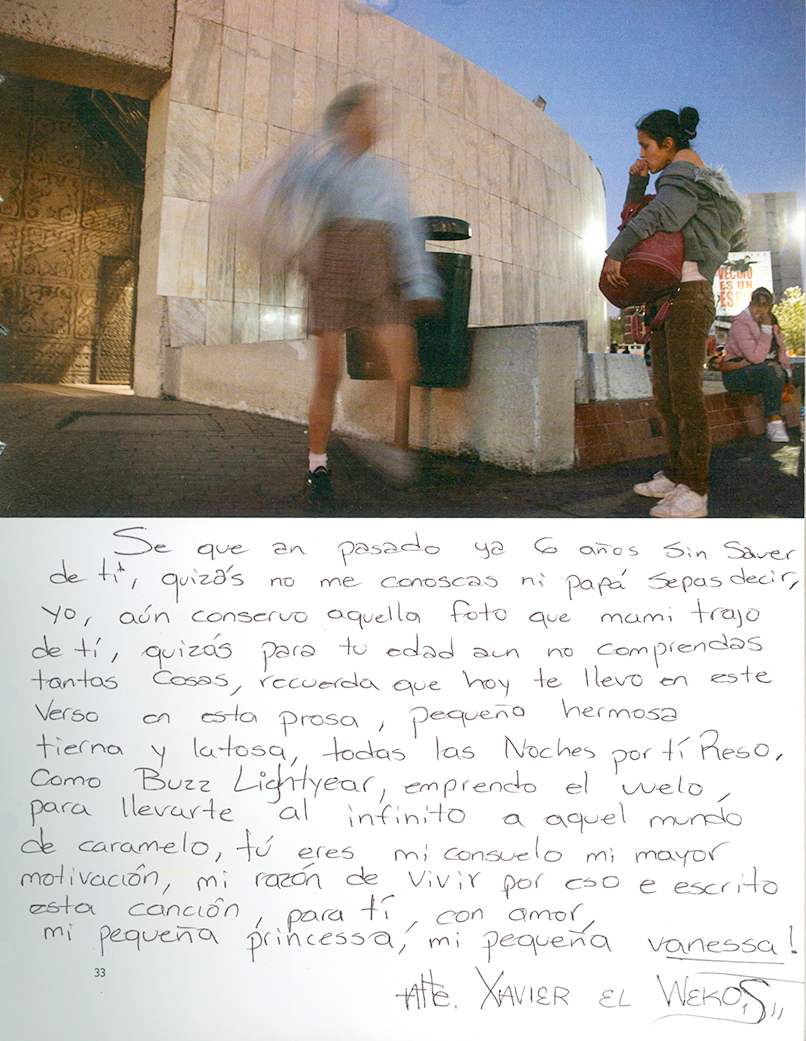 VECINO
ES UN
Se que an pasado ya 6 años sin saver
de tí, quizás no me conoscas ni papá sepas decir,
yo, aún conservo aquella foto que mami trajo
de tí, quizás para tu edad aun no comprendas
tantas cosas, recuerda que hoy te llevo en este
verso en esta prosa, pequeña hermosa
tierna y latosa, todas las Noches por tí Reso,
como Buzz Lightyear, emprendo el vuelo,
para llevarte al infinito a aquel mundo
de caramelo, tú eres mi consuelo mi mayor
motivación, mi razón de vivir por eso e escrito
esta canción, para tí, con amor,
mi pequeña princessa, mi pequeña vanessa!
33
Atte. XAVIER EL WEKOS